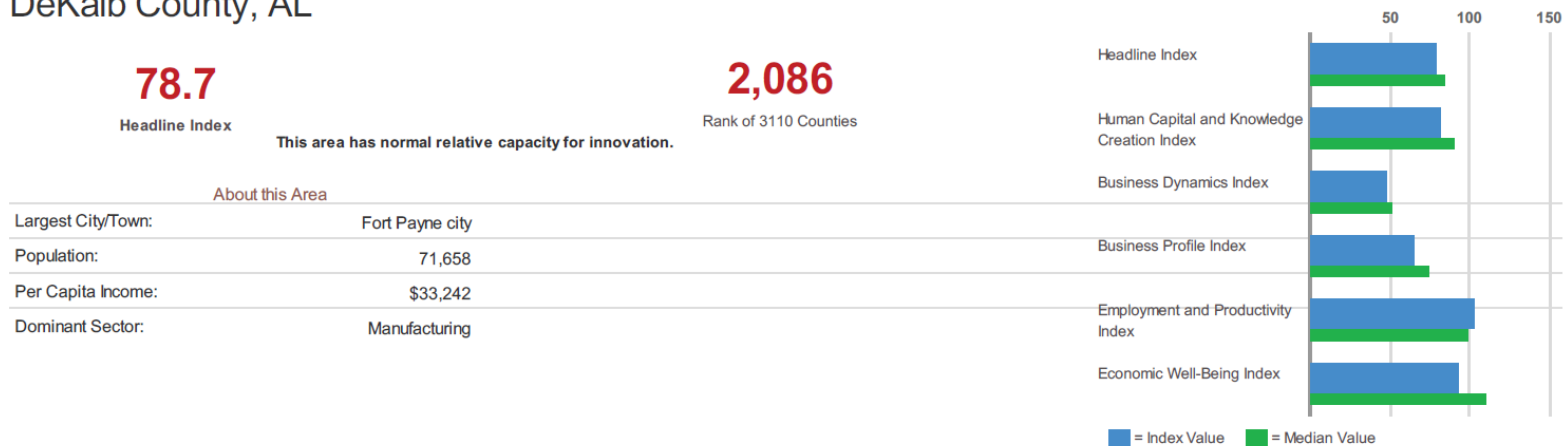 DeKalb County, AL
78.7
Headline Index
2,086
Rank of 3110 Counties
This area has normal relative capacity for innovation.
About this Area
Largest City/Town: Fort Payne city
Population: 71,658
Per Capita Income: $33,242
Dominant Sector: Manufacturing
50 100 150
Headline Index
Human Capital and Knowledge
Creation Index
Business Dynamics Index
Business Profile Index
Employment and Productivity
Index
Economic Well-Being Index
= Index Value = Median Value